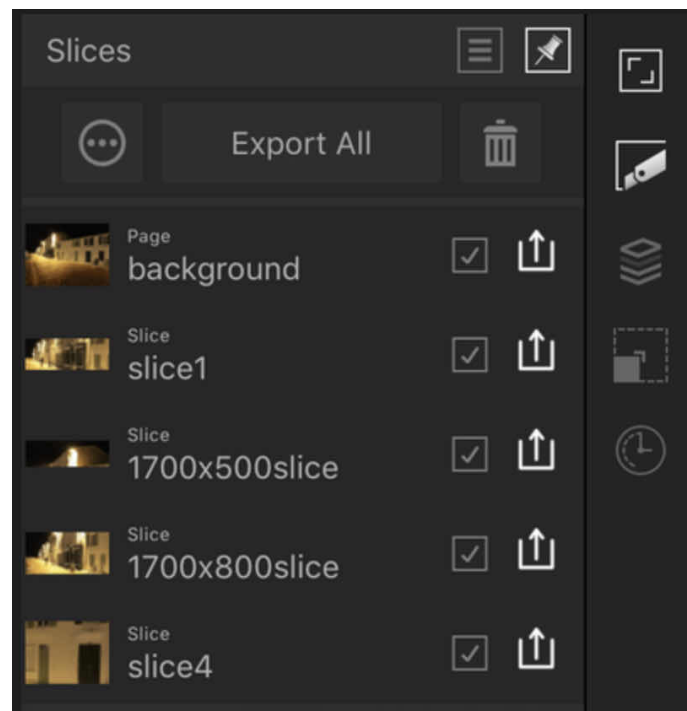 Slices
Export All
Page
background
Slice
slice1
Slice
1700x500slice
Slice
1700x800slice
Slice
slice4